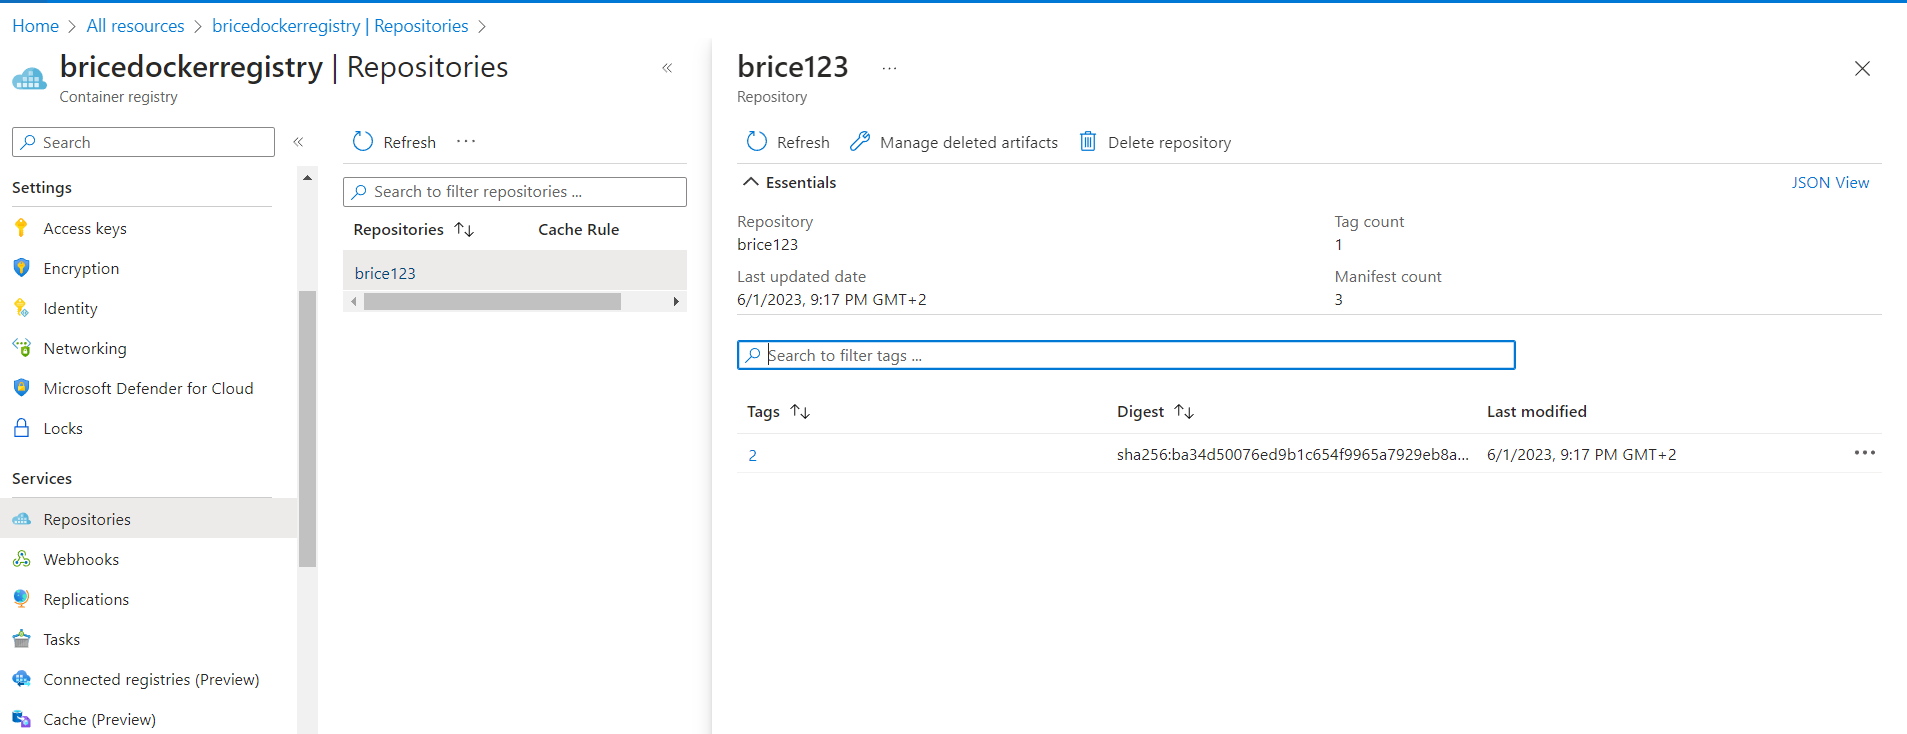 Home > All resources > bricedockerregistry | Repositories >
bricedockerregistry | Repositories
Container registry
Search
Settings
Access keys
Encryption
Identity
Networking
Microsoft Defender for Cloud
Locks
Services
Repositories
Webhooks
Replications
Tasks
Connected registries (Preview)
Cache (Preview)
Refresh
Search to filter repositories ...
Repositories Cache Rule
brice123
brice123 ...
Repository
Refresh Manage deleted artifacts Delete repository
Essentials JSON View
Repository Tag count
brice123 1
Last updated date Manifest count
6/1/2023, 9:17 PM GMT+2 3
Search to filter tags ...
Tags Digest Last modified
2 sha256:ba34d50076ed9b1c654f9965a7929eb8a... 6/1/2023, 9:17 PM GMT+2